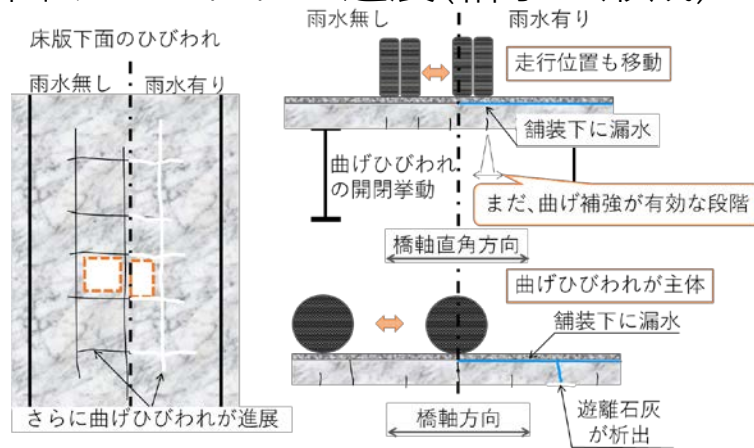 床版下面のひびわれ
雨水無し
雨水有り
さらに曲げひびわれが進展
雨水無し
雨水有り
走行位置も移動
舗装下に漏水
曲げひびわれ
の開閉挙動
まだ、曲げ補強が有効な段階
橋軸直角方向
曲げひびわれが主体
舗装下に漏水
橋軸方向
遊離石灰
が析出